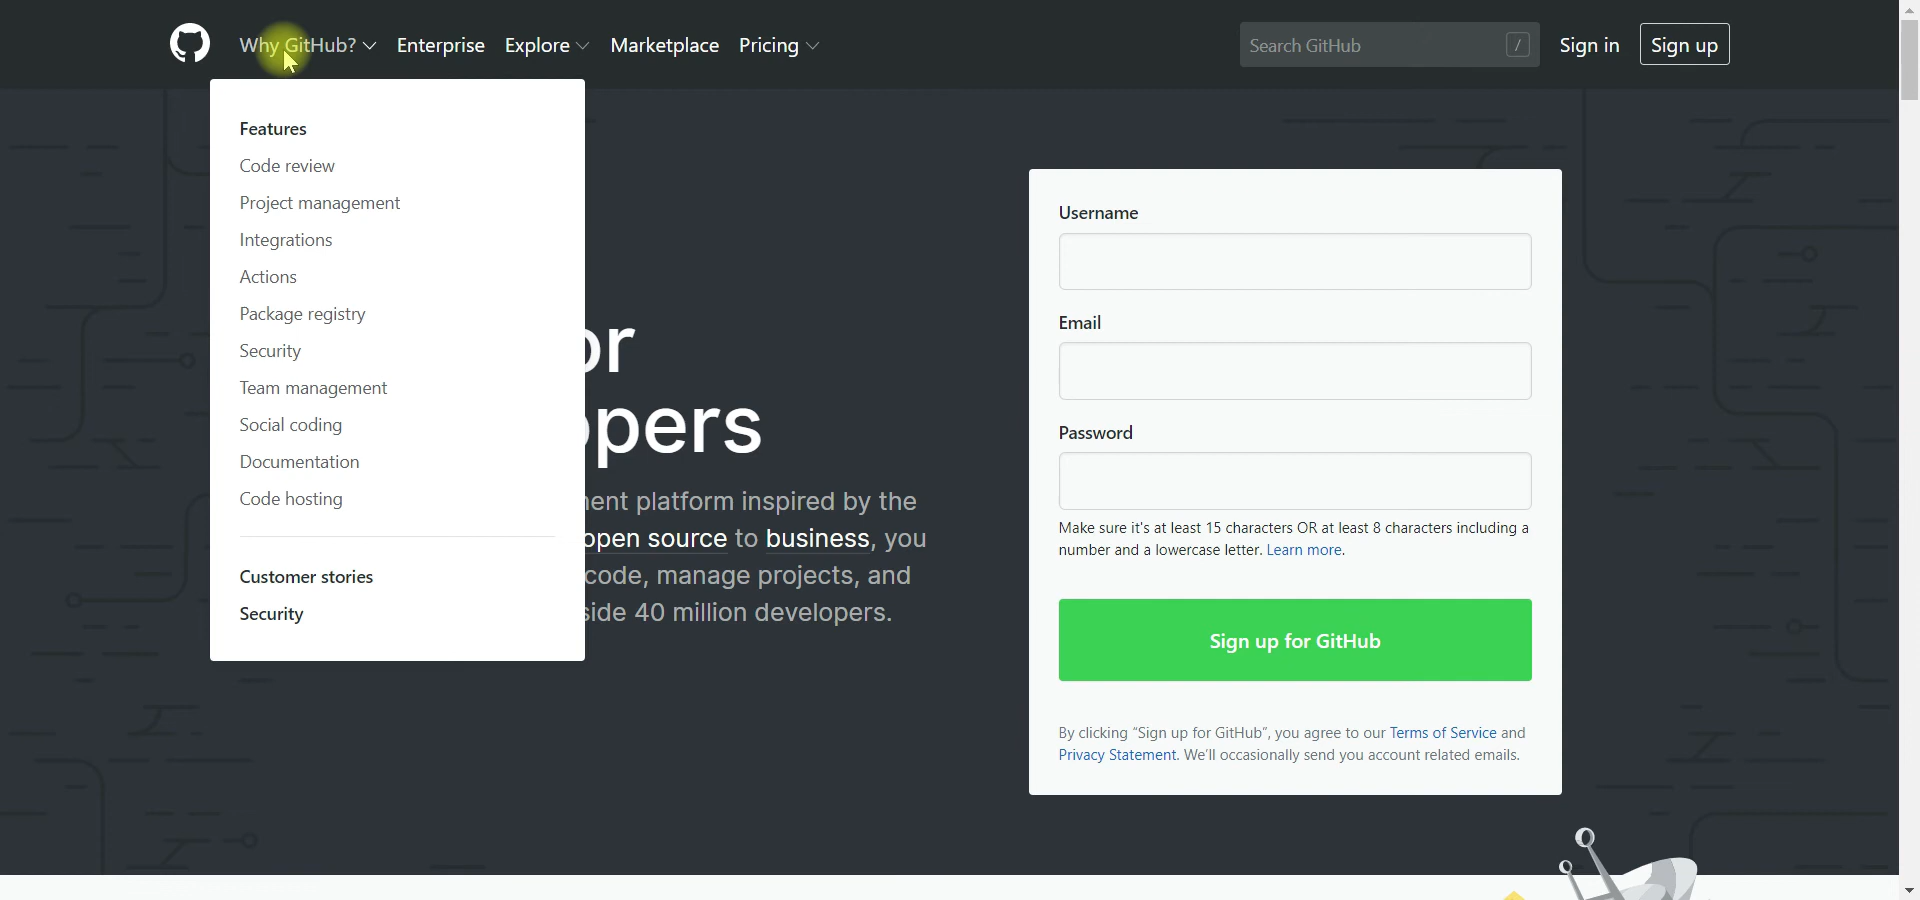 Why GitHub?
Enterprise
Explore
Marketplace
Pricing
Search GitHub
/
Sign in
Sign up
Features
Code review
Project management
Integrations
Actions
Package registry
Security
Team management
Social coding
Documentation
Code hosting
Customer stories
Security
or
opers
ent platform inspired by the
open source to business, you
code, manage projects, and
side 40 million developers.
Username
Email
Password
Make sure it's at least 15 characters OR at least 8 characters including a
number and a lowercase letter. Learn more.
Sign up for GitHub
By clicking “Sign up for GitHub”, you agree to our Terms of Service and
Privacy Statement. We’ll occasionally send you account related emails.